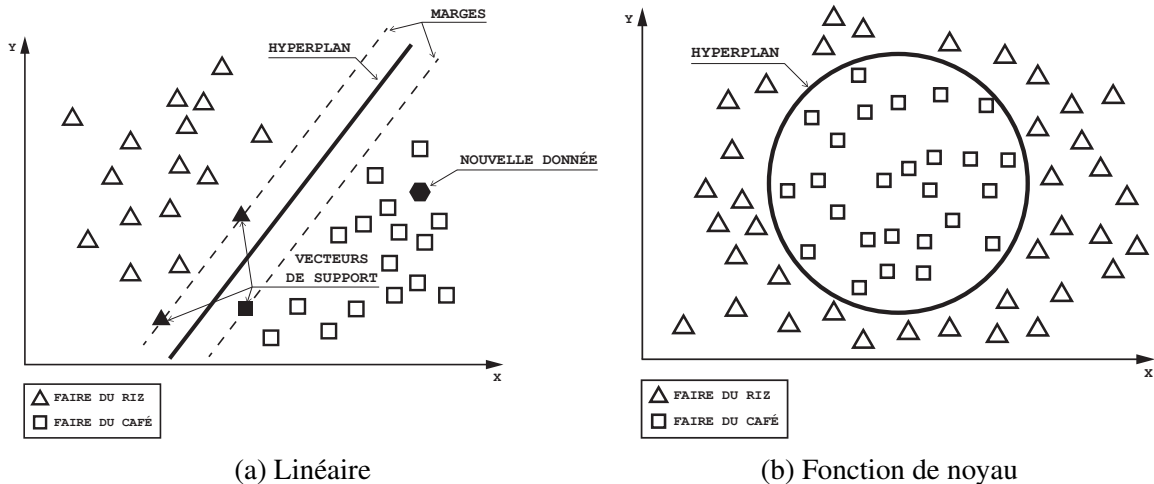 MARGES
Y
HYPERPLAN
NOUVELLE DONNÉE
VECTEURS
DE SUPPORT
X
FAIRE DU RIZ
FAIRE DU CAFÉ
(a) Linéaire
Y
HYPERPLAN
X
FAIRE DU RIZ
FAIRE DU CAFÉ
(b) Fonction de noyau